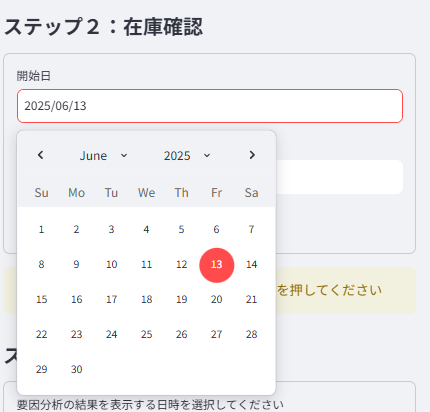 ステップ２：在庫確認
開始日
2025/06/13
June 2025
Su Mo Tu We Th Fr Sa
1 2 3 4 5 6 7
8 9 10 11 12 13 14
15 16 17 18 19 20 21
22 23 24 25 26 27 28
29 30
を押してください
ス
要因分析の結果を表示する日時を選択してください